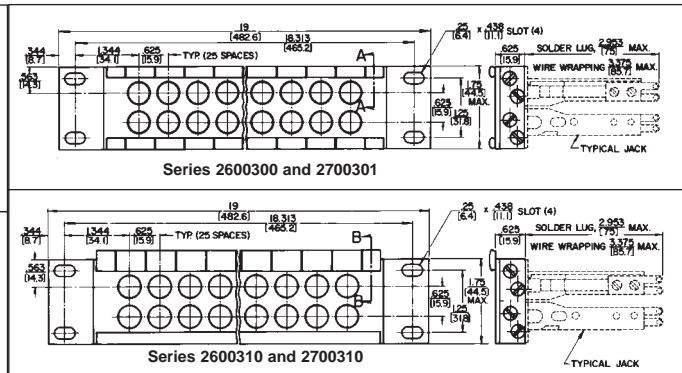 19
[482.6]
18.313
[465.2]
.344
[8.7]
1.344
[34.1]
.625
[15.9]
TYP. (25 SPACES)
A
.25 x .438 SLOT (4)
[6.4] [11.1]
.563
[14.3]
A
.625
[15.9]
1.25
[31.8]
1.75
[44.5]
MAX.
.625
[15.9]
SOLDER LUG, 2.953 MAX.
[75]
WIRE WRAPPING 3.375 MAX.
[85.7]
TYPICAL JACK
Series 2600300 and 2700301
19
[482.6]
18.313
[465.2]
.344
[8.7]
1.344
[34.1]
.625
[15.9]
TYP. (25 SPACES)
B
.25 x .438 SLOT (4)
[6.4] [11.1]
.563
[14.3]
B
.625
[15.9]
1.25
[31.8]
1.75
[44.5]
MAX.
.625
[15.9]
SOLDER LUG, 2.953 MAX.
[75]
WIRE WRAPPING 3.375 MAX.
[85.7]
TYPICAL JACK
Series 2600310 and 2700310